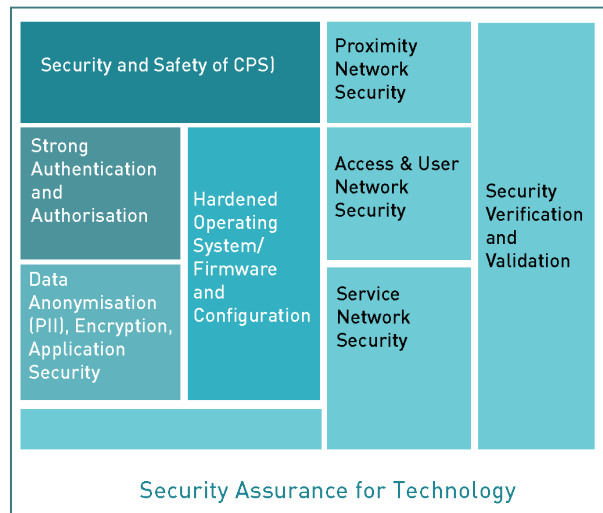 Security and Safety of CPS)
Strong
Authentication
and
Authorisation
Data
Anonymisation
(PII), Encryption,
Application
Security
Hardened
Operating
System/
Firmware
and
Configuration
Proximity
Network
Security
Access & User
Network
Security
Service
Network
Security
Security
Verification
and
Validation
Security Assurance for Technology